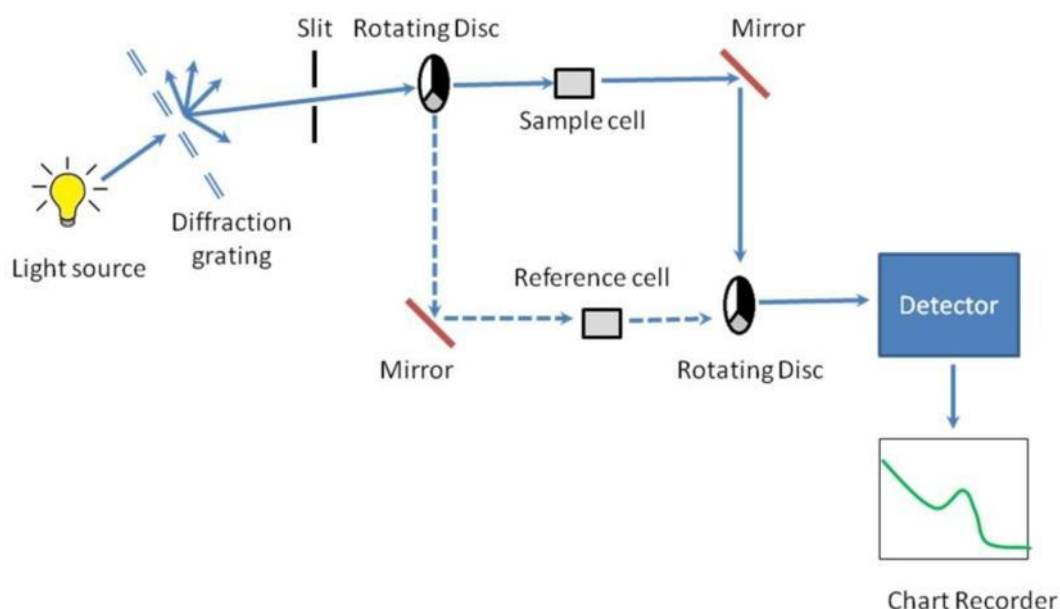 Slit
Rotating Disc
Mirror
Sample cell
Diffraction
grating
Light source
Reference cell
Detector
Mirror
Rotating Disc
Chart Recorder